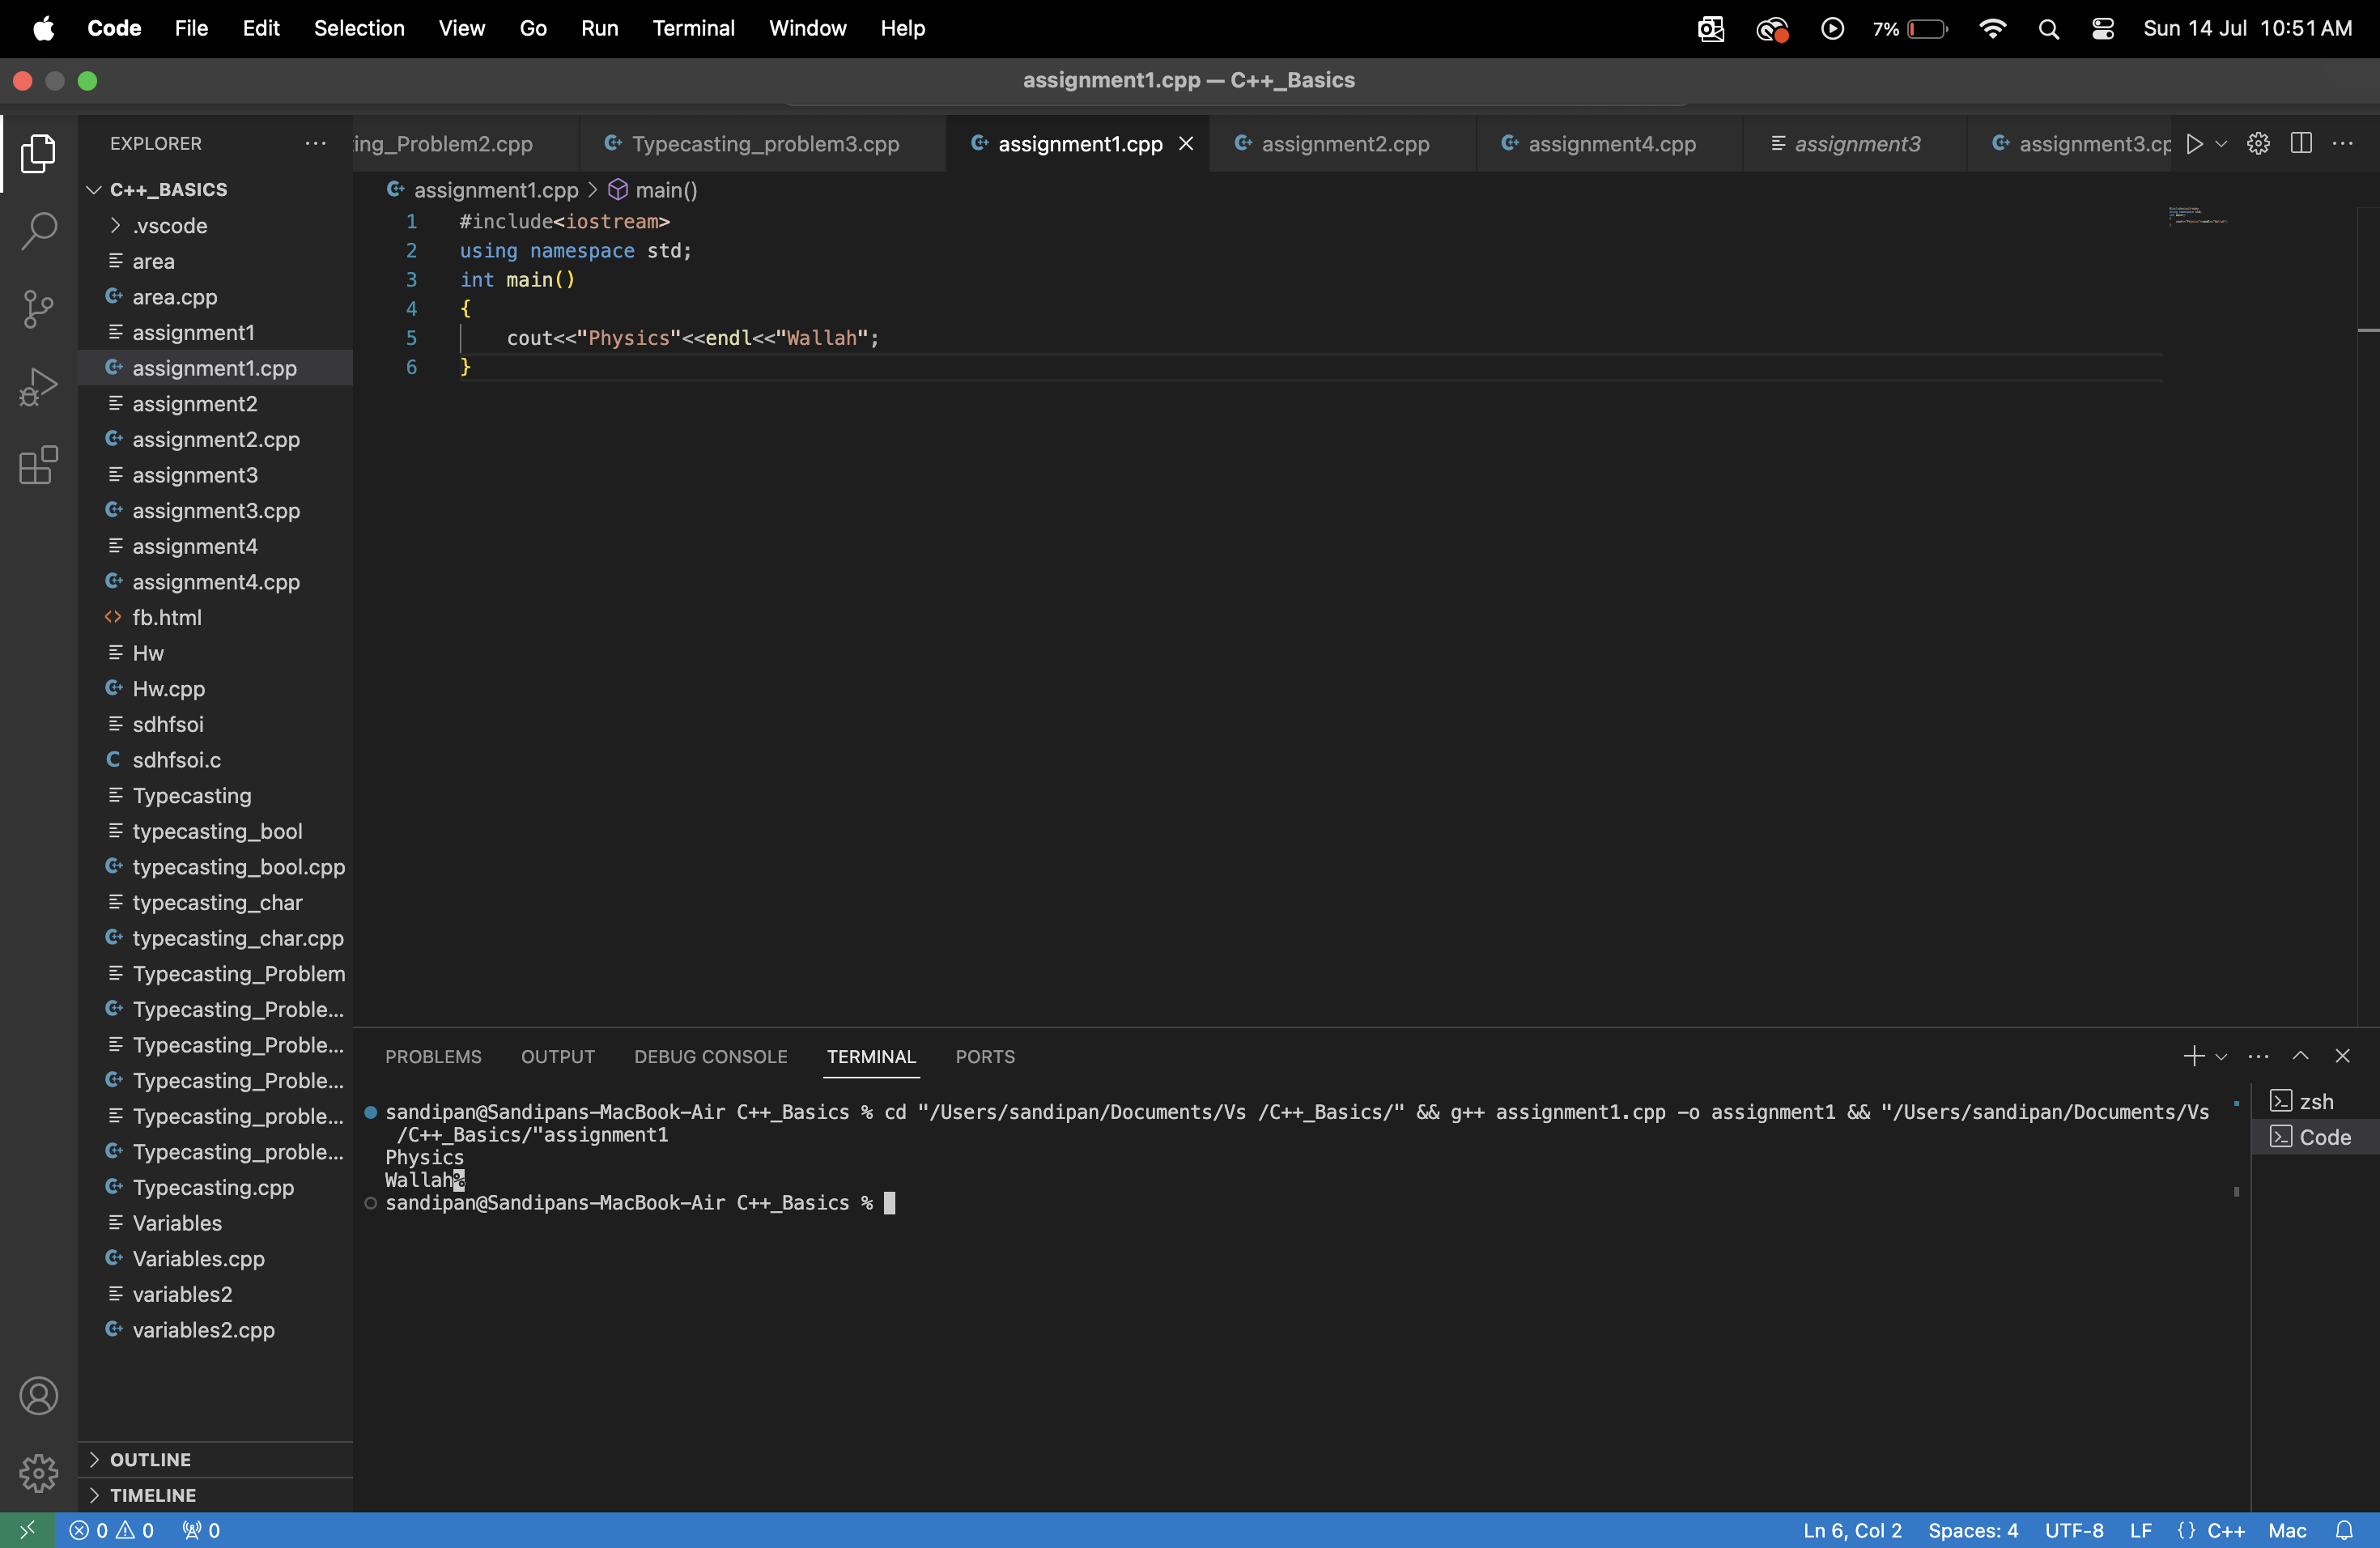 Code File Edit Selection View Go Run Terminal Window Help 7% Sun 14 Jul 10:51 AM
assignment1.cpp — C++_Basics
EXPLORER
ing_Problem2.cpp Typecasting_problem3.cpp assignment1.cpp assignment2.cpp assignment4.cpp assignment3 assignment3.cp
C++_BASICS
.vscode
area
area.cpp
assignment1
assignment1.cpp
assignment2
assignment2.cpp
assignment3
assignment3.cpp
assignment4
assignment4.cpp
fb.html
Hw
Hw.cpp
sdhfsoi
sdhfsoi.c
Typecasting
typecasting_bool
typecasting_bool.cpp
typecasting_char
typecasting_char.cpp
Typecasting_Problem
Typecasting_Proble...
Typecasting_Proble...
Typecasting_Proble...
Typecasting_proble...
Typecasting_proble...
Typecasting.cpp
Variables
Variables.cpp
variables2
variables2.cpp
OUTLINE
TIMELINE
assignment1.cpp > main()
1 #include<iostream>
2 using namespace std;
3 int main()
4 {
5 cout<<"Physics"<<endl<<"Wallah";
6 }
PROBLEMS OUTPUT DEBUG CONSOLE TERMINAL PORTS
sandipan@Sandipans-MacBook-Air C++_Basics % cd "/Users/sandipan/Documents/Vs /C++_Basics/" && g++ assignment1.cpp -o assignment1 && "/Users/sandipan/Documents/Vs
/C++_Basics/"assignment1
Physics
Wallah%
sandipan@Sandipans-MacBook-Air C++_Basics %
zsh
Code
0 0 0 Ln 6, Col 2 Spaces: 4 UTF-8 LF {} C++ Mac